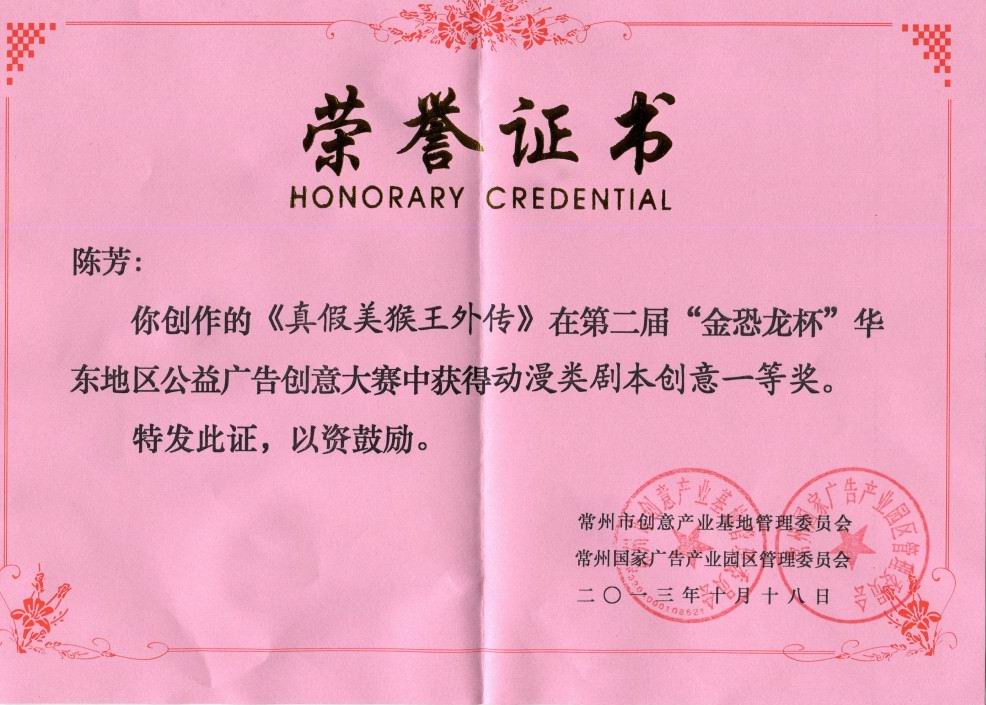 荣誉证书
HONORARY CREDENTIAL
陈芳：
你创作的《真假美猴王外传》在第二届“金恐龙杯”华
东地区公益广告创意大赛中获得动漫类剧本创意一等奖。
特发此证，以资鼓励。
常州市创意产业基地管理委员会
常州国家广告产业园区管理委员会
二〇一三年十月十八日